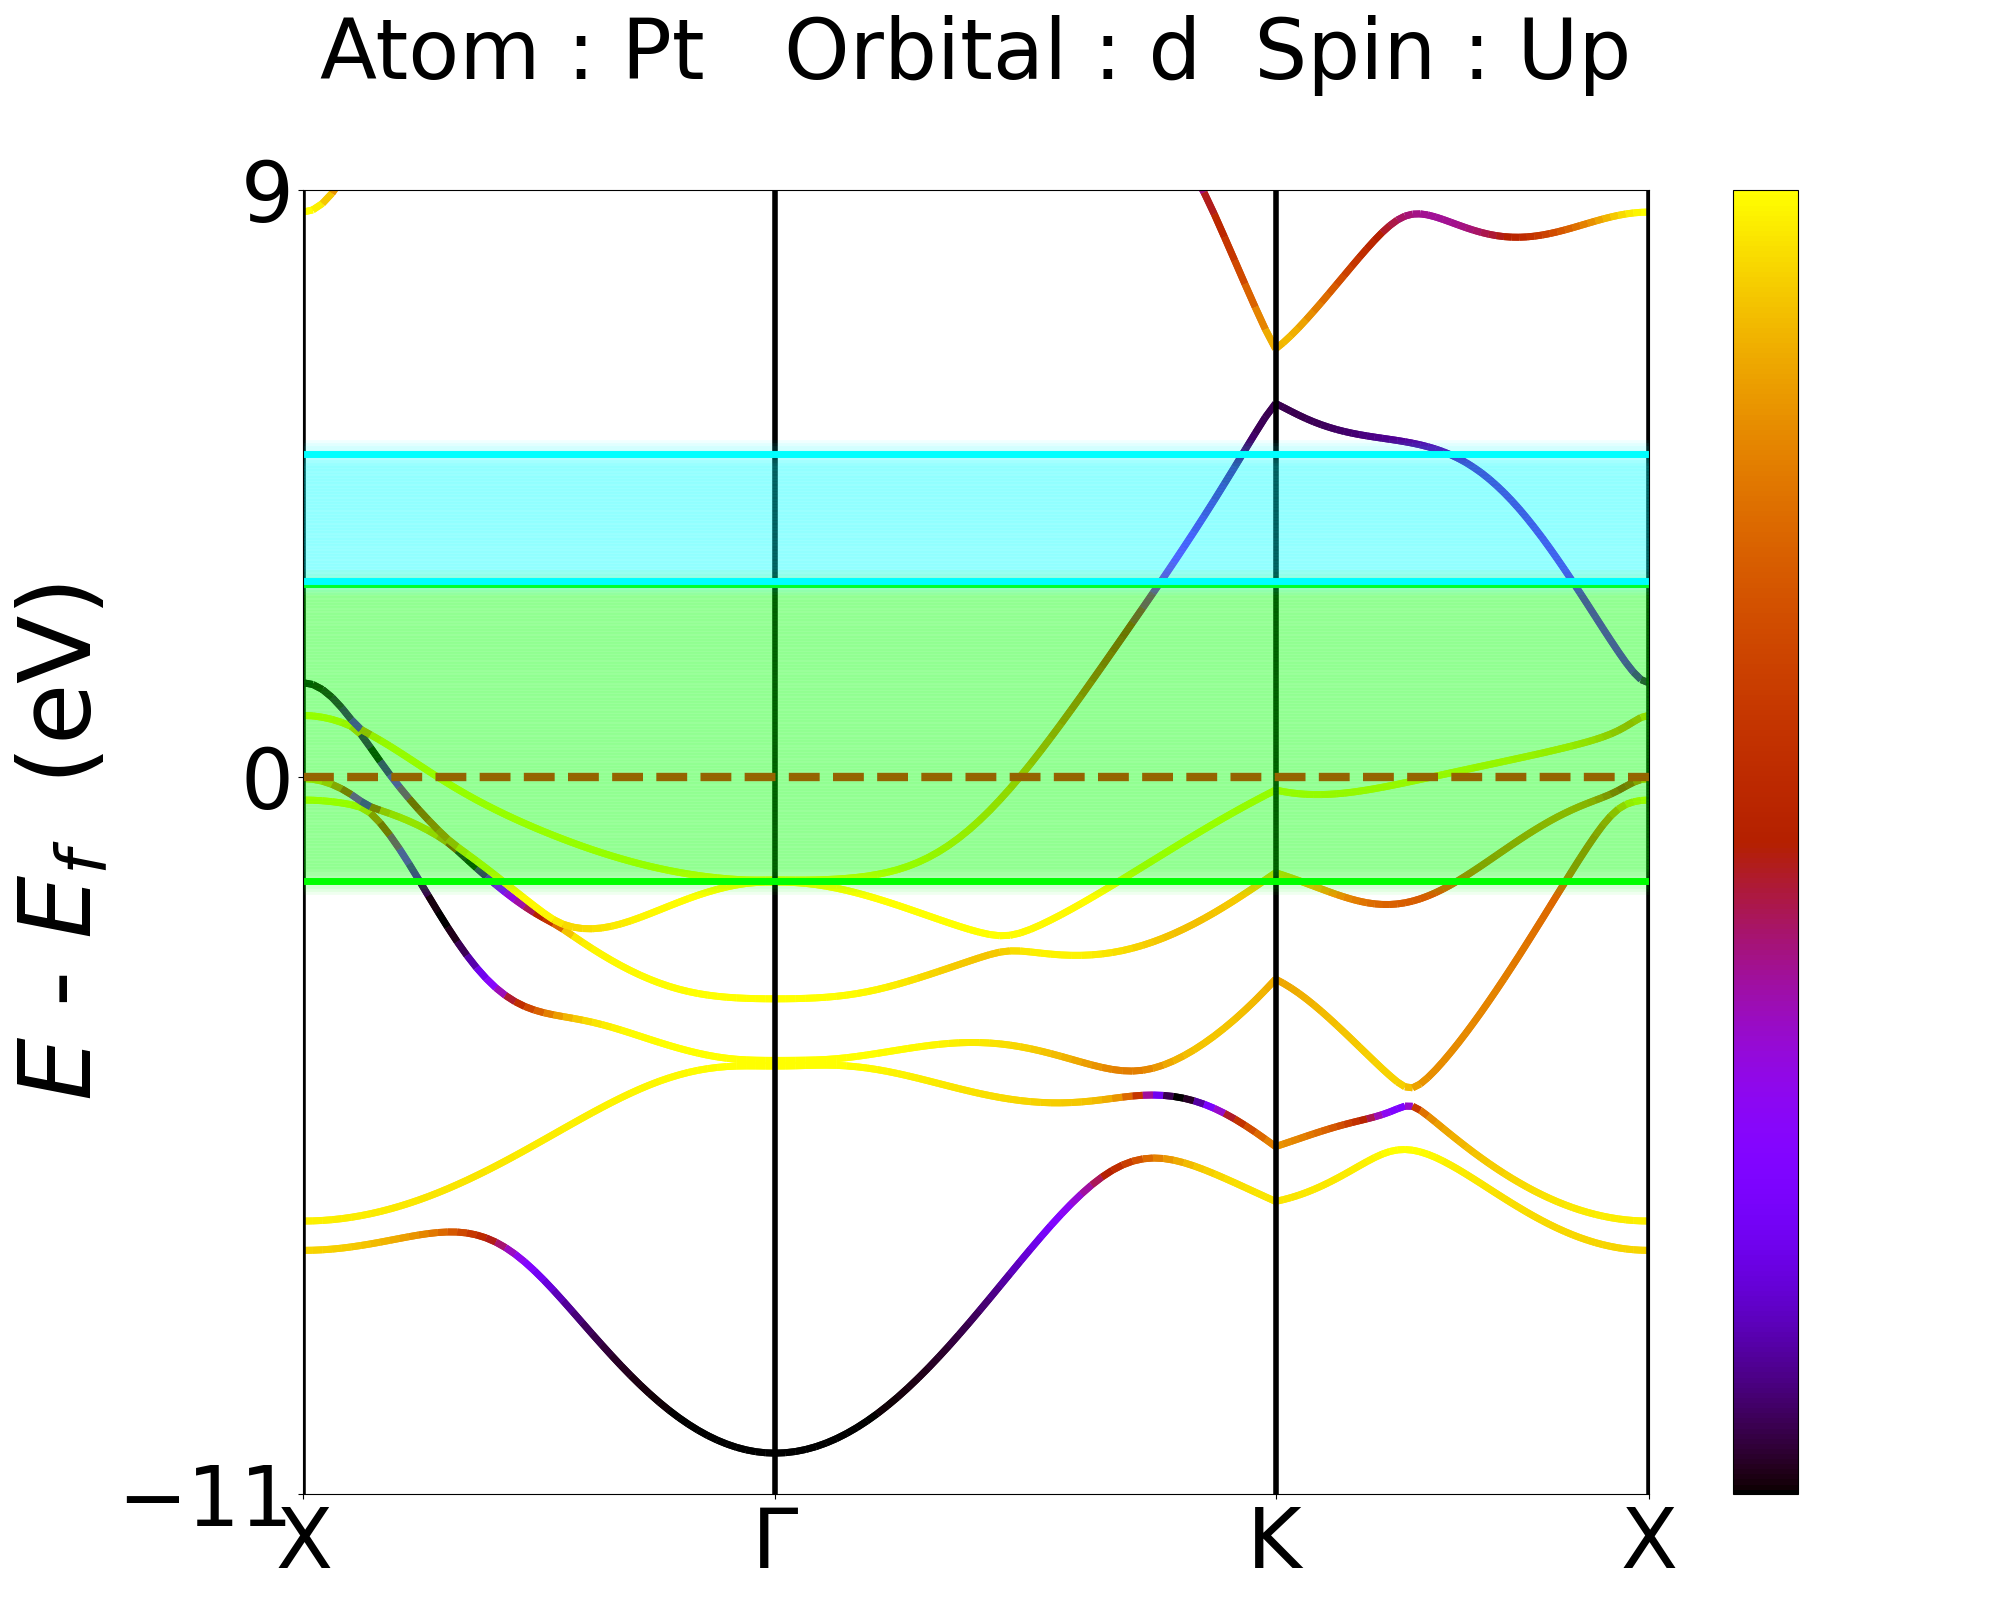 Atom : Pt Orbital : d Spin : Up
9
0
−11
E - E_f (eV)
X Γ K X